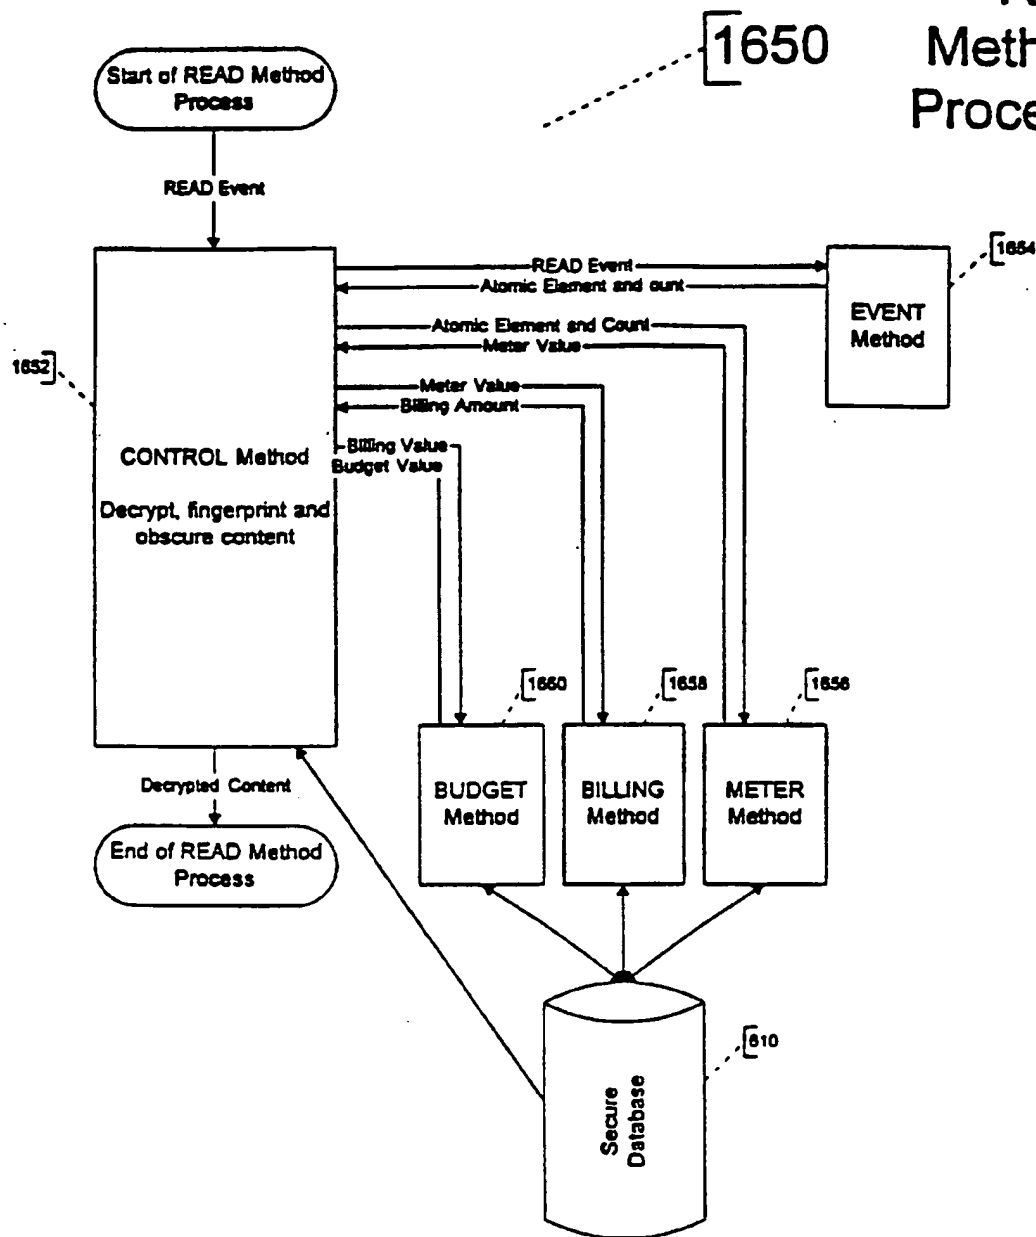 1650
Meth
Proce
Start of READ Method
Process
READ Event
READ Event
Atomic Element and ount
1654
EVENT
Method
Atomic Element and Count
Meter Value
1652
Meter Value
Billing Amount
Billing Value
Budget Value
CONTROL Method
Decrypt, fingerprint and
obscure content
1660
1658
1656
BUDGET
Method
BILLING
Method
METER
Method
Decrypted Content
End of READ Method
Process
610
Secure
Database